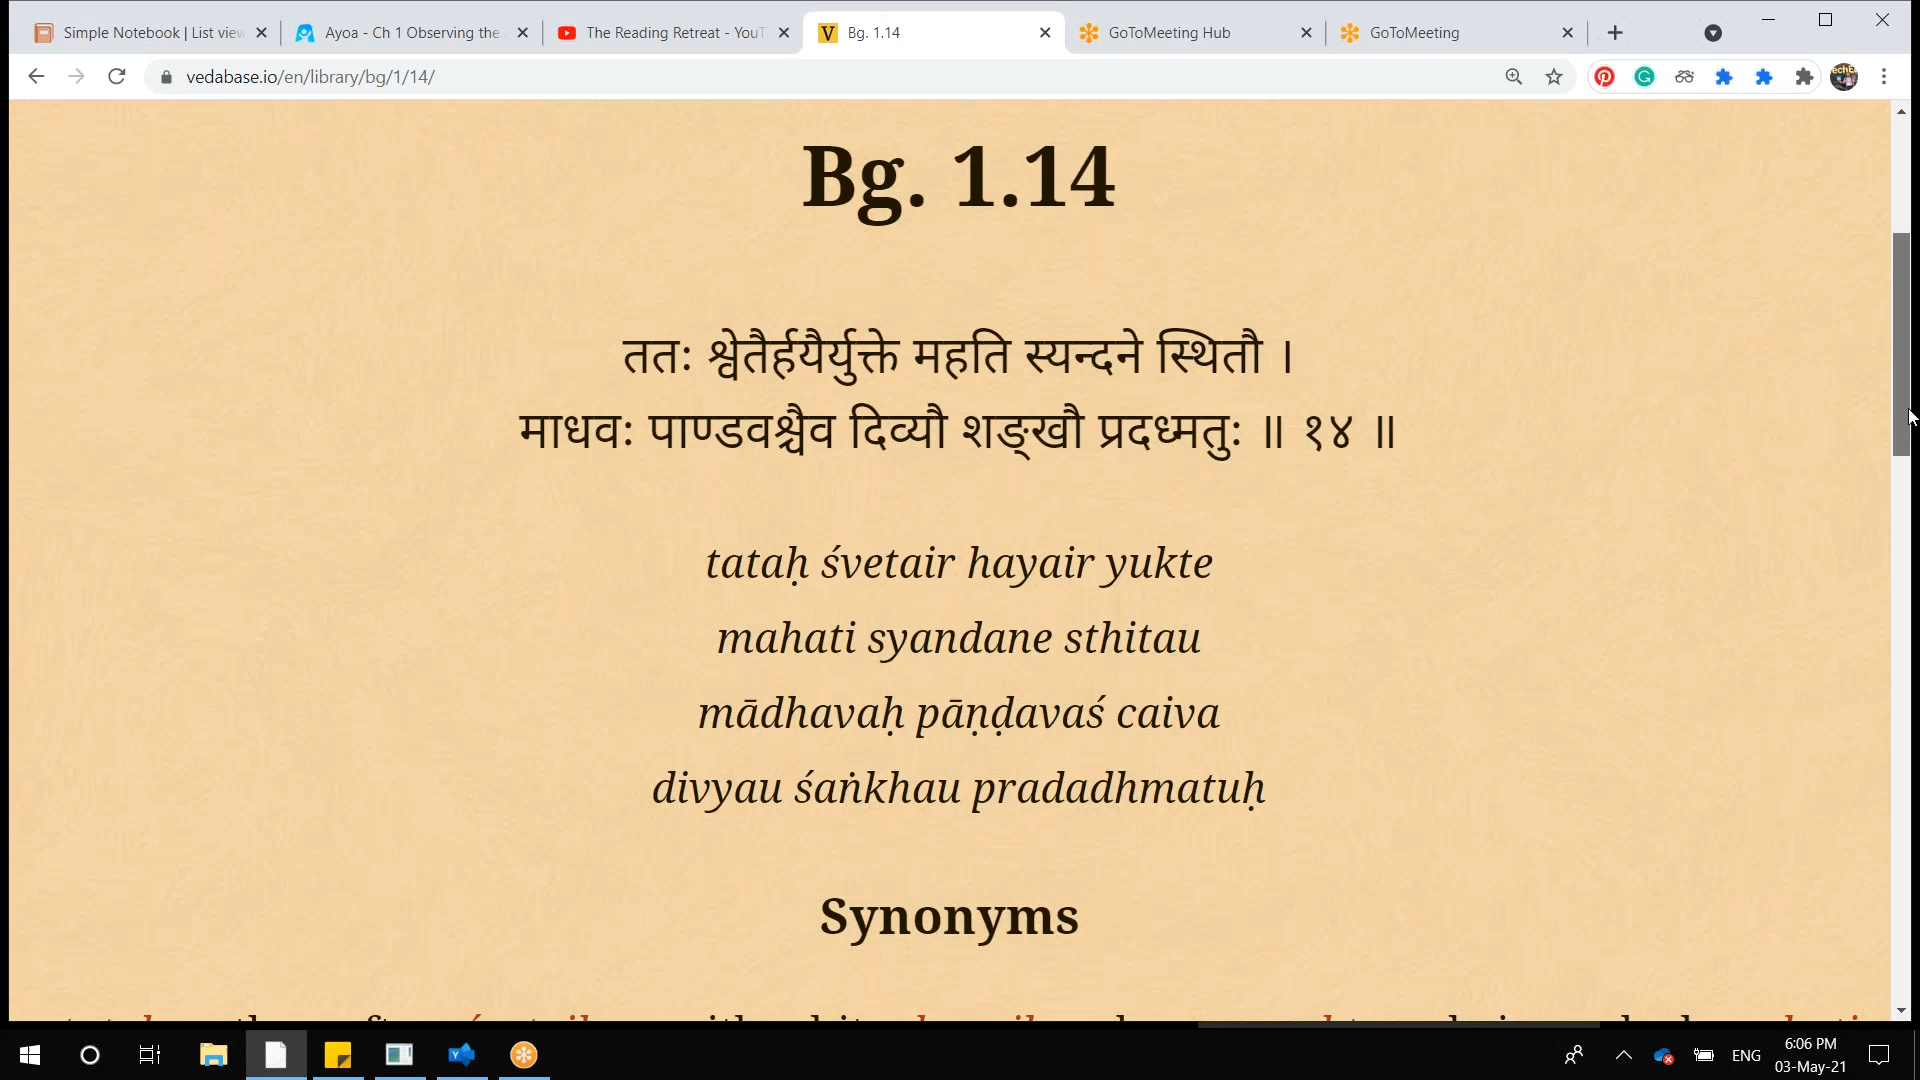 Simple Notebook | List view
Ayoa - Ch 1 Observing the
The Reading Retreat - YouT
Bg. 1.14
GoToMeeting Hub
GoToMeeting
vedabase.io/en/library/bg/1/14/
Bg. 1.14
ततः श्वेतैर्हयैर्युक्ते महति स्यन्दने स्थितौ ।
माधवः पाण्डवश्चैव दिव्यौ शङ्खौ प्रदध्मतुः ॥ १४ ॥
tataḥ śvetair hayair yukte
mahati syandane sthitau
mādhavaḥ pāṇḍavaś caiva
divyau śaṅkhau pradadhmatuḥ
Synonyms
ENG
6:06 PM
03-May-21